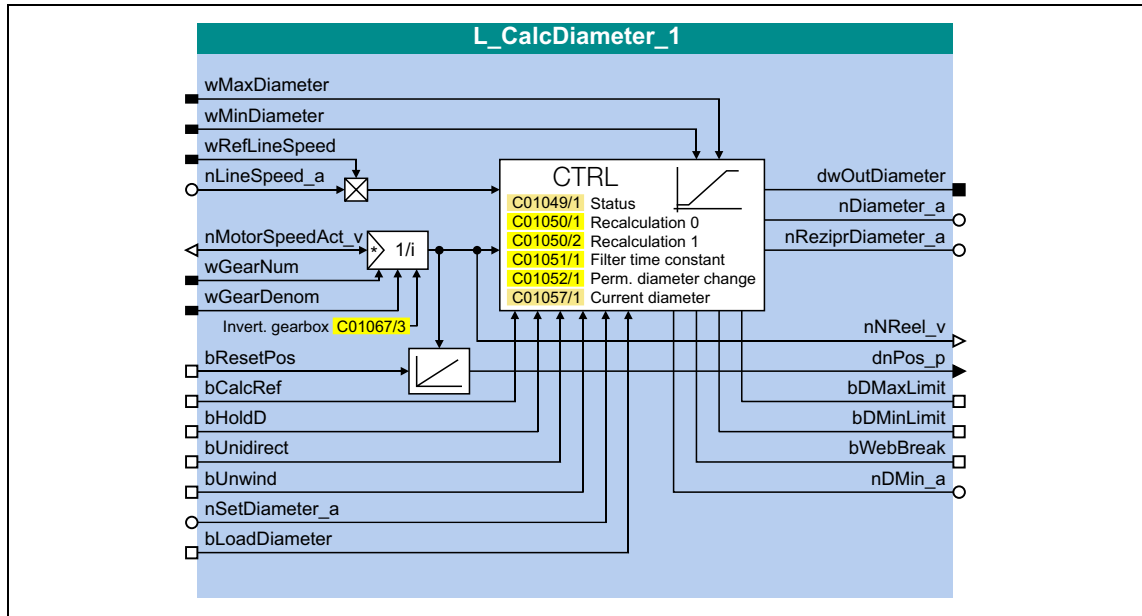 L_CalcDiameter_1
wMaxDiameter
wMinDiameter
wRefLineSpeed
nLineSpeed_a
nMotorSpeedAct_v
wGearNum
wGearDenom
Invert. gearbox C01067/3
bResetPos
bCalcRef
bHoldD
bUnidirect
bUnwind
nSetDiameter_a
bLoadDiameter
* 1/i
CTRL
C01049/1 Status
C01050/1 Recalculation 0
C01050/2 Recalculation 1
C01051/1 Filter time constant
C01052/1 Perm. diameter change
C01057/1 Current diameter
dwOutDiameter
nDiameter_a
nReziprDiameter_a
nNReel_v
dnPos_p
bDMaxLimit
bDMinLimit
bWebBreak
nDMin_a